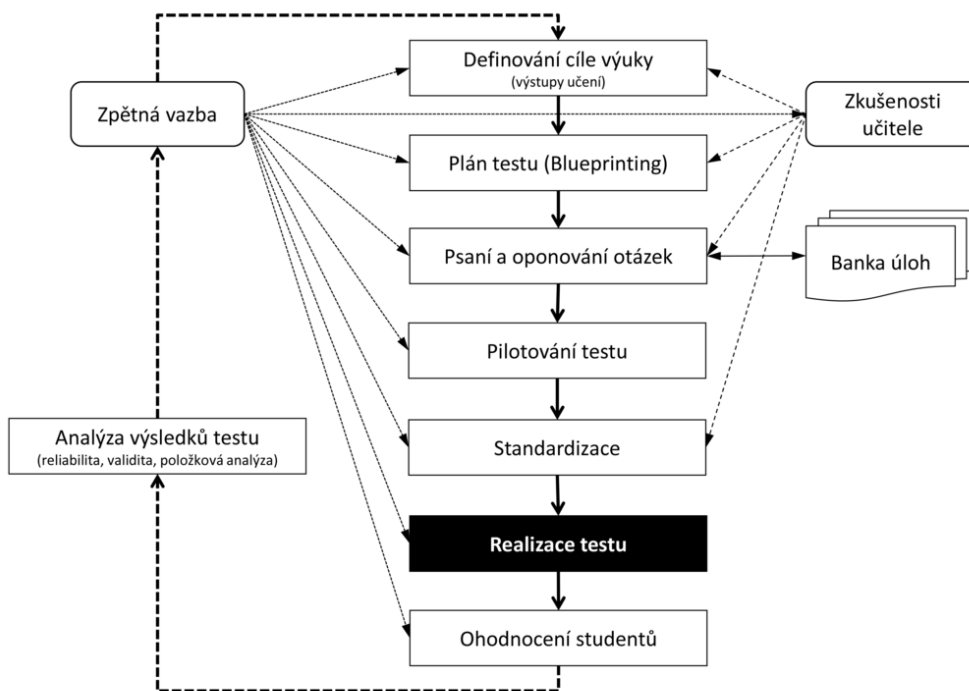 Definování cíle výuky
(výstupy učení)
Zpětná vazba
Zkušenosti
učitele
Plán testu (Blueprinting)
Psaní a oponování otázek
Banka úloh
Pilotování testu
Analýza výsledků testu
(reliabilita, validita, položková analýza)
Standardizace
Realizace testu
Ohodnocení studentů